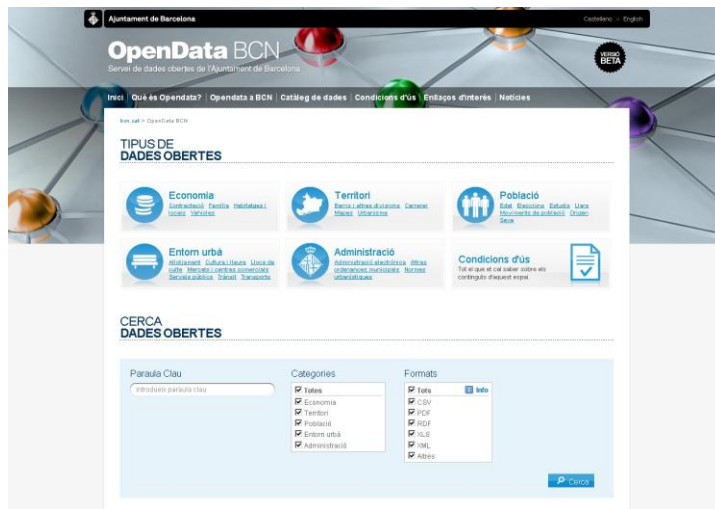 Ajuntament de Barcelona
Castellano - English
OpenData BCN
Servei de dades obertes de l'Ajuntament de Barcelona
VERSIÓ
BETA
Inici | Què és Opendata? | Opendata a BCN | Catàleg de dades | Condicions d'ús | Enllaços d'interès | Notícies
bcn.cat > OpenData BCN
TIPUS DE
DADES OBERTES
Economia
Contractació Família Habitatges i
locals Vehicles
Territori
Barris i altres divisions Carrerer
Mapes Urbanisme
Població
Edat Eleccions Estudis Llars
Moviments de població Origen
Sexe
Entorn urbà
Allotjament Cultura i lleure Llocs de
culte Mercats i centres comercials
Serveis públics Trànsit Transports
Administració
Administració electrònica Altres
ordenances municipals Normes
urbanístiques
Condicions d'ús
Tot el que et cal saber sobre els
continguts d'aquest espai.
CERCA
DADES OBERTES
Paraula Clau
introdueix paraula clau
Categories
Totes
Economia
Territori
Població
Entorn urbà
Administració
Formats
Tots
Info
CSV
PDF
RDF
XLS
XML
Altres
Cerca